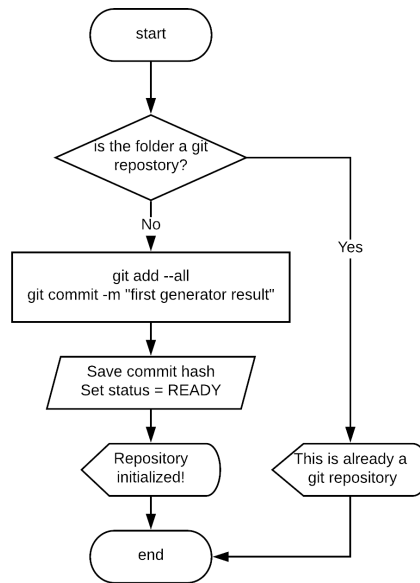 start
is the folder a git
repostory?
No
Yes
git add --all
git commit -m "first generator result"
Save commit hash
Set status = READY
Repository
initialized!
This is already a
git repository
end